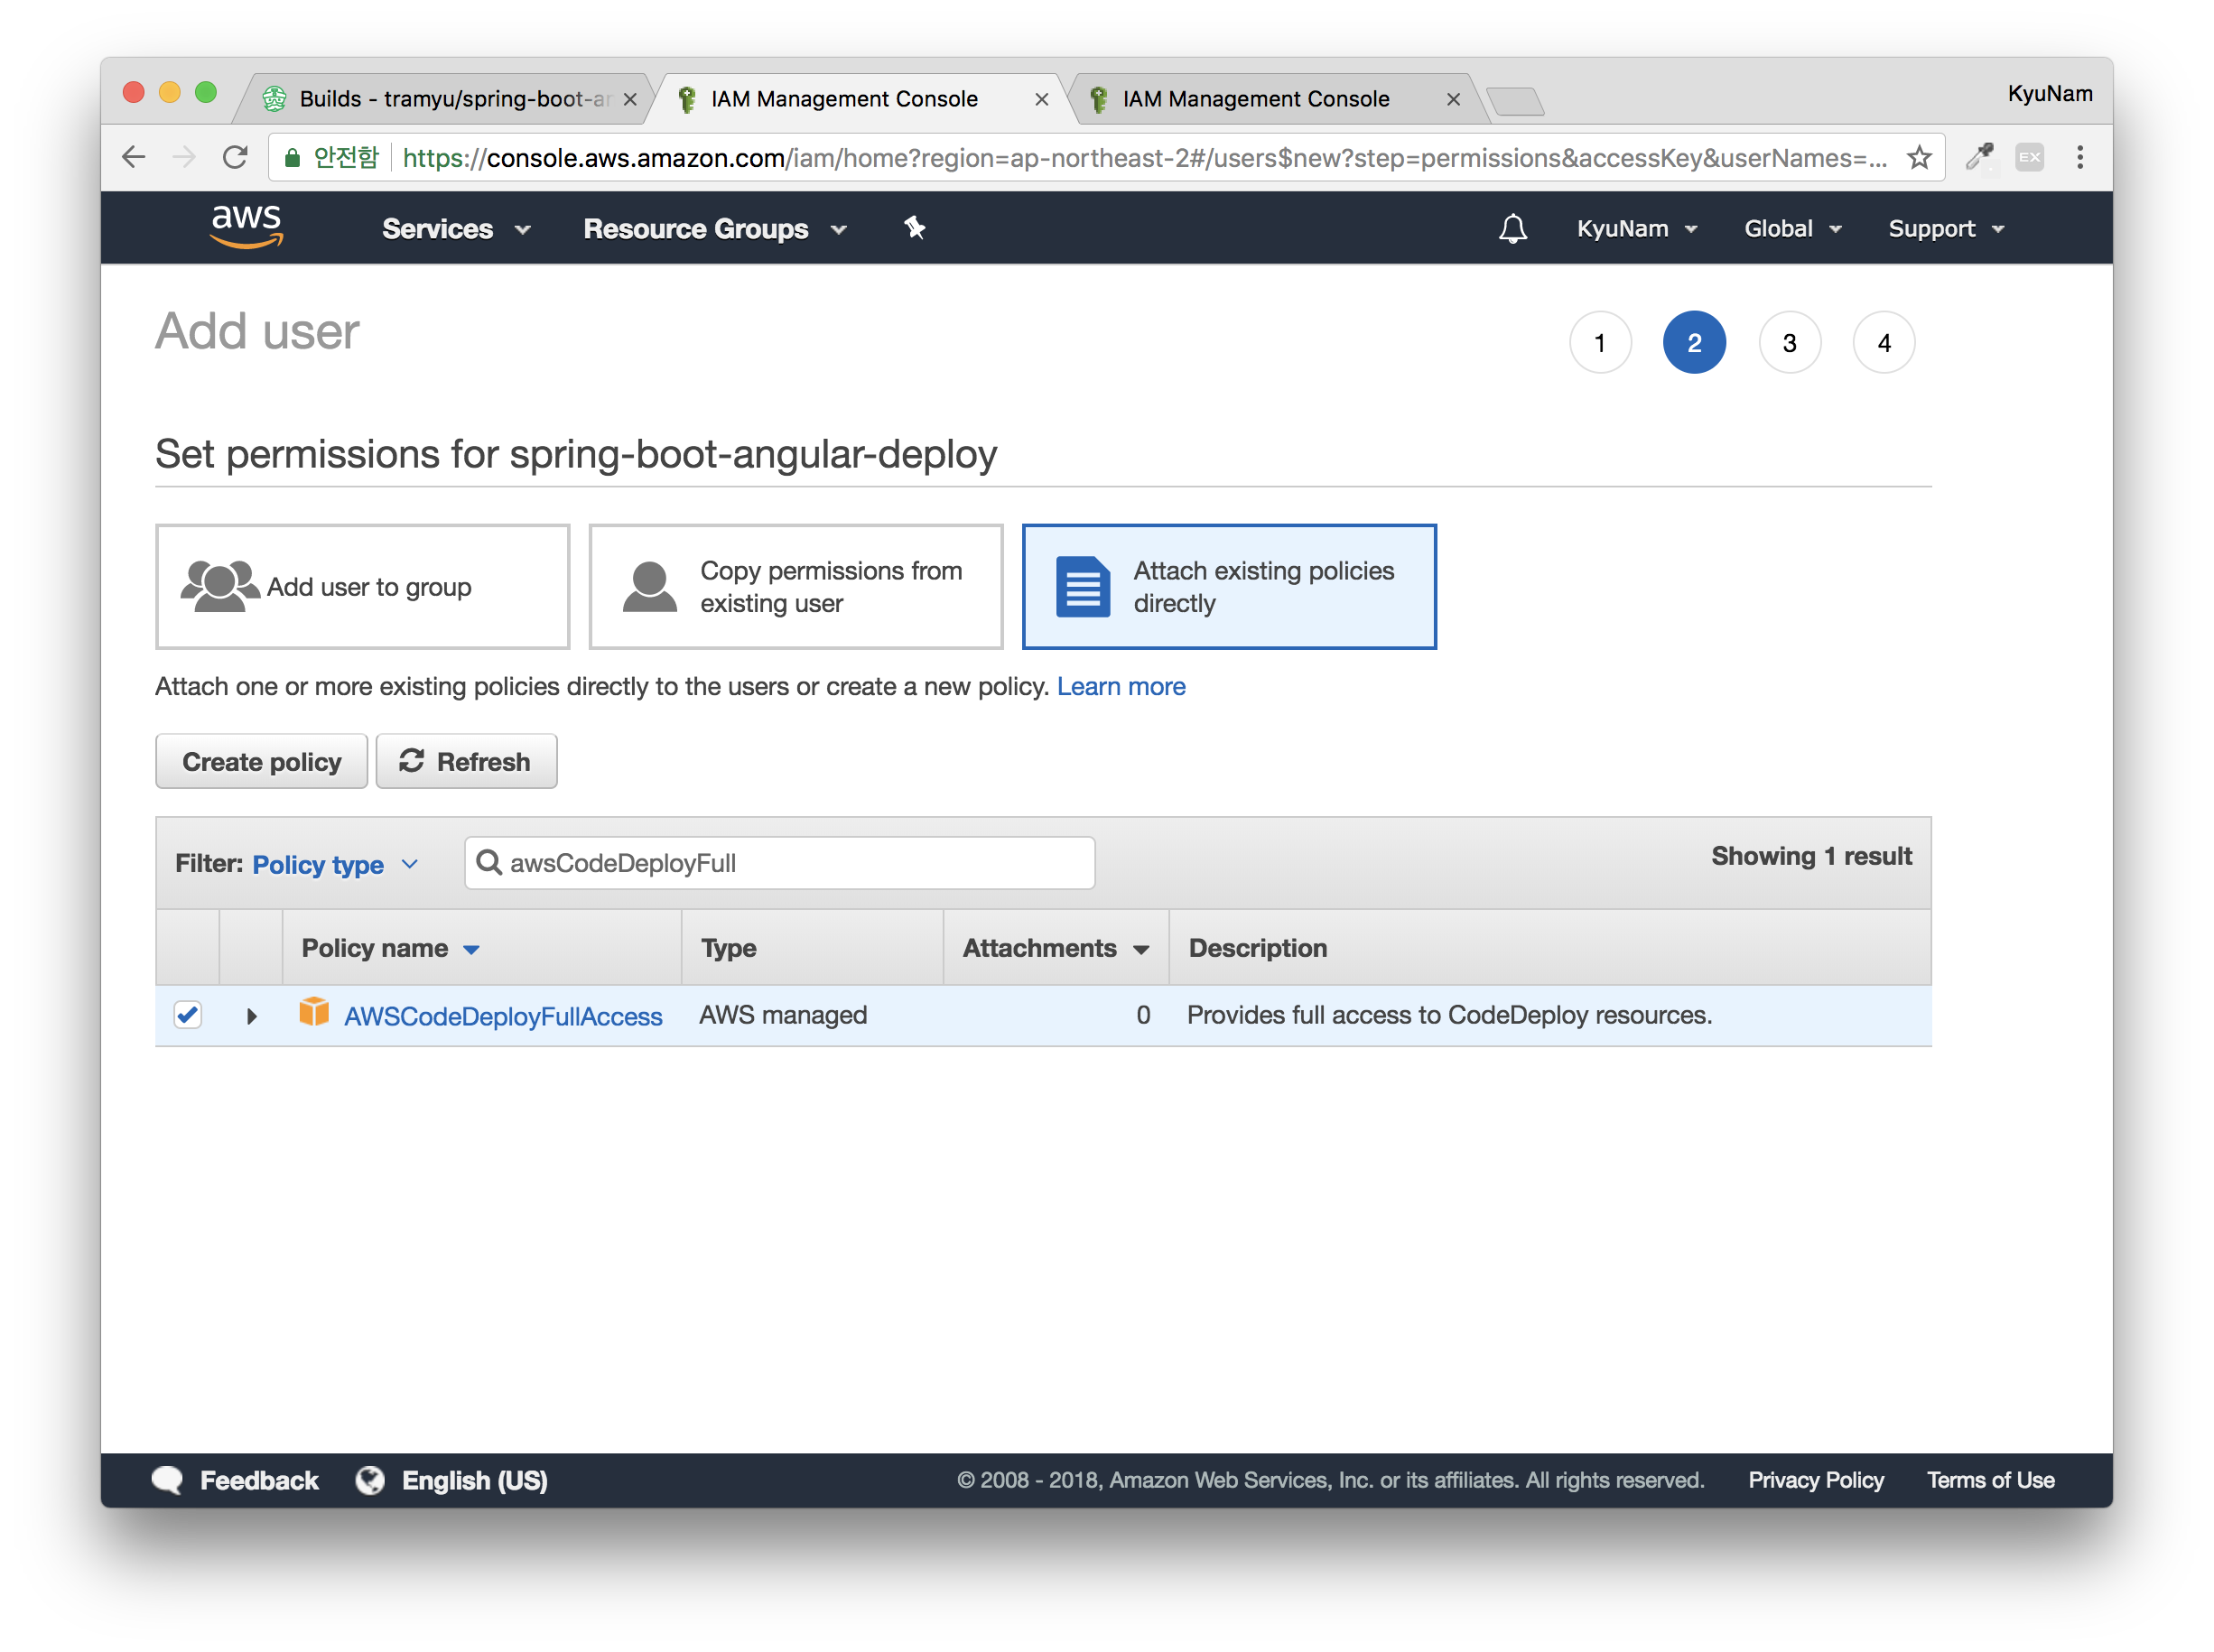 Builds - tramyu/spring-boot-ar
IAM Management Console
IAM Management Console
KyuNam
안전함 https://console.aws.amazon.com/iam/home?region=ap-northeast-2#/users$new?step=permissions&accessKey&userNames=...
EX
aws Services Resource Groups KyuNam Global Support
Add user
1 2 3 4
Set permissions for spring-boot-angular-deploy
Add user to group
Copy permissions from
existing user
Attach existing policies
directly
Attach one or more existing policies directly to the users or create a new policy. Learn more
Create policy Refresh
Filter: Policy type awsCodeDeployFull Showing 1 result
Policy name Type Attachments Description
AWSCodeDeployFullAccess AWS managed 0 Provides full access to CodeDeploy resources.
Feedback English (US) © 2008 - 2018, Amazon Web Services, Inc. or its affiliates. All rights reserved. Privacy Policy Terms of Use